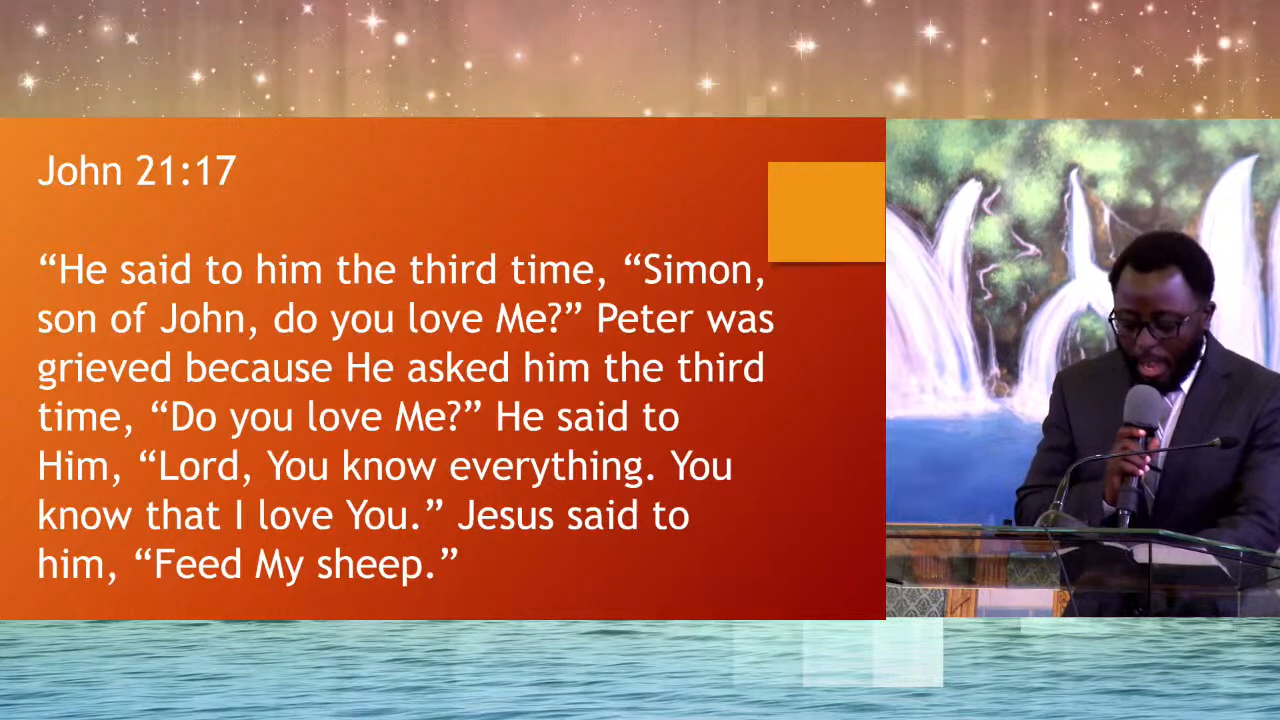 John 21:17
“He said to him the third time, “Simon,
son of John, do you love Me?” Peter was
grieved because He asked him the third
time, “Do you love Me?” He said to
Him, “Lord, You know everything. You
know that I love You.” Jesus said to
him, “Feed My sheep.”